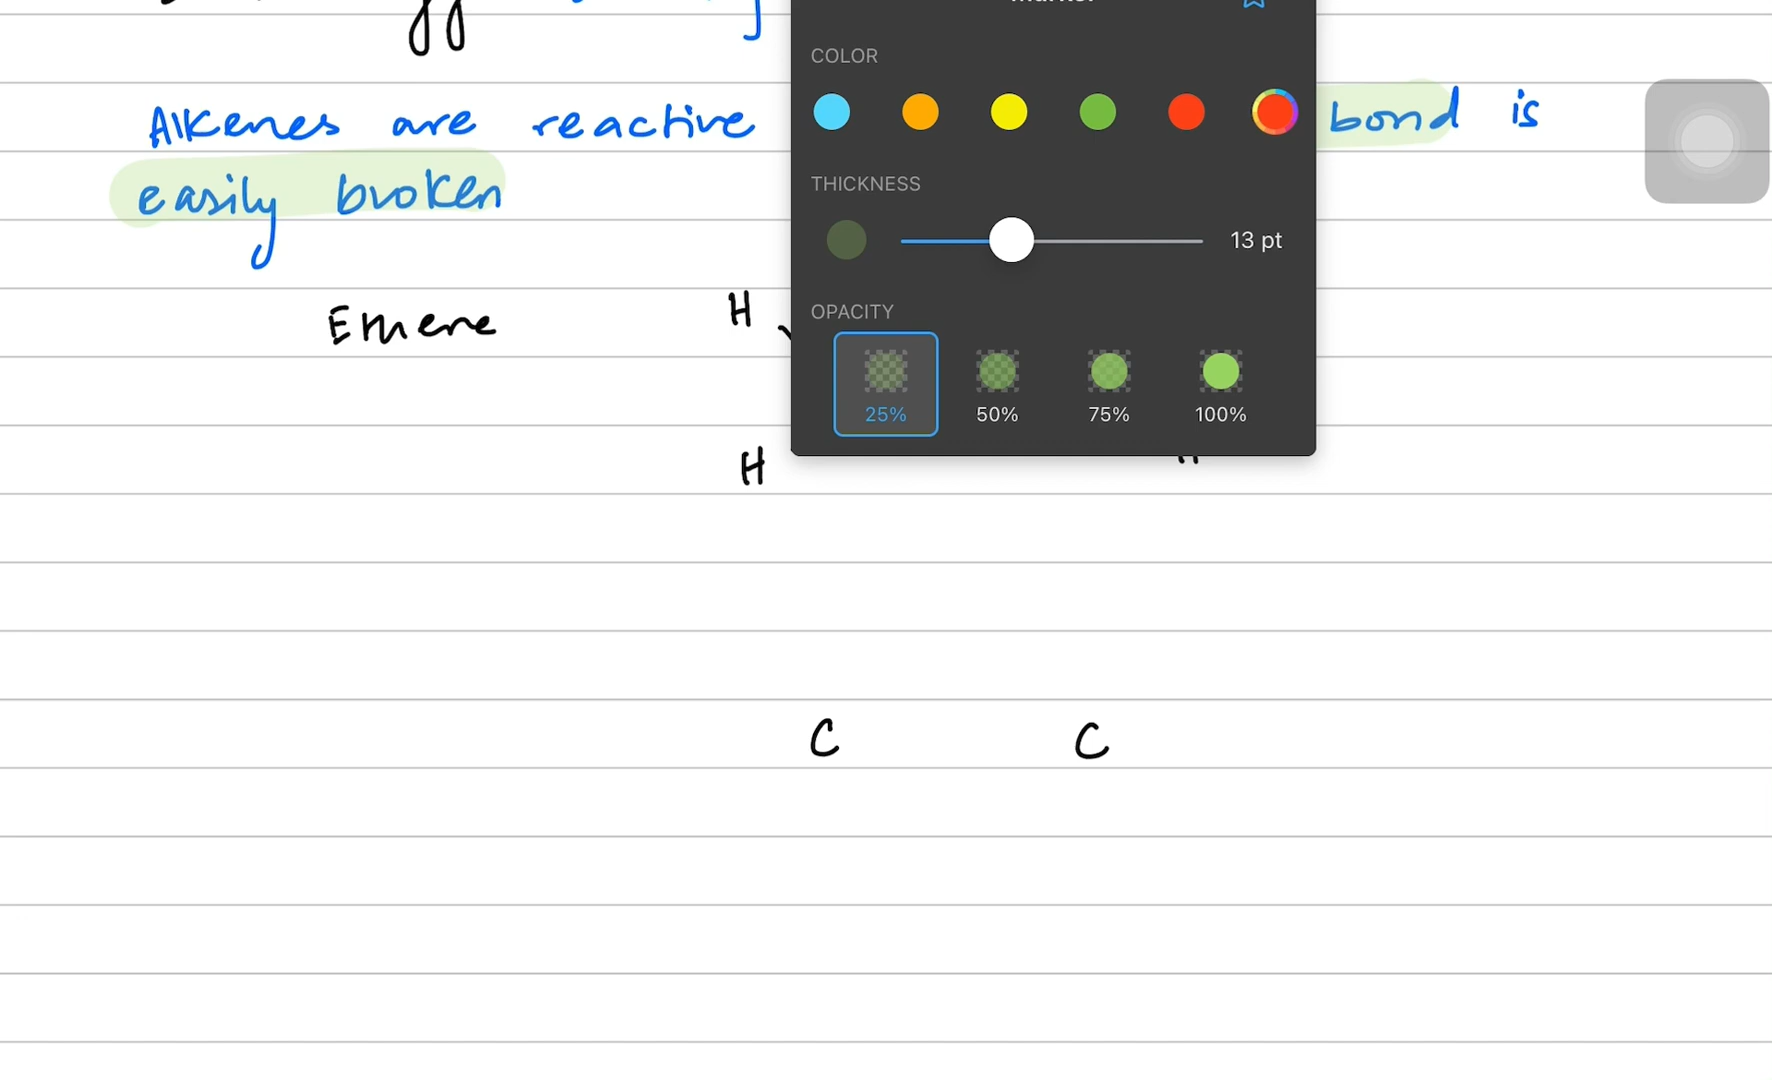 COLOR
Alkenes are reactive bond is
THICKNESS
easily broken
13 pt
OPACITY
Ethene H
25% 50% 75% 100%
H
C C